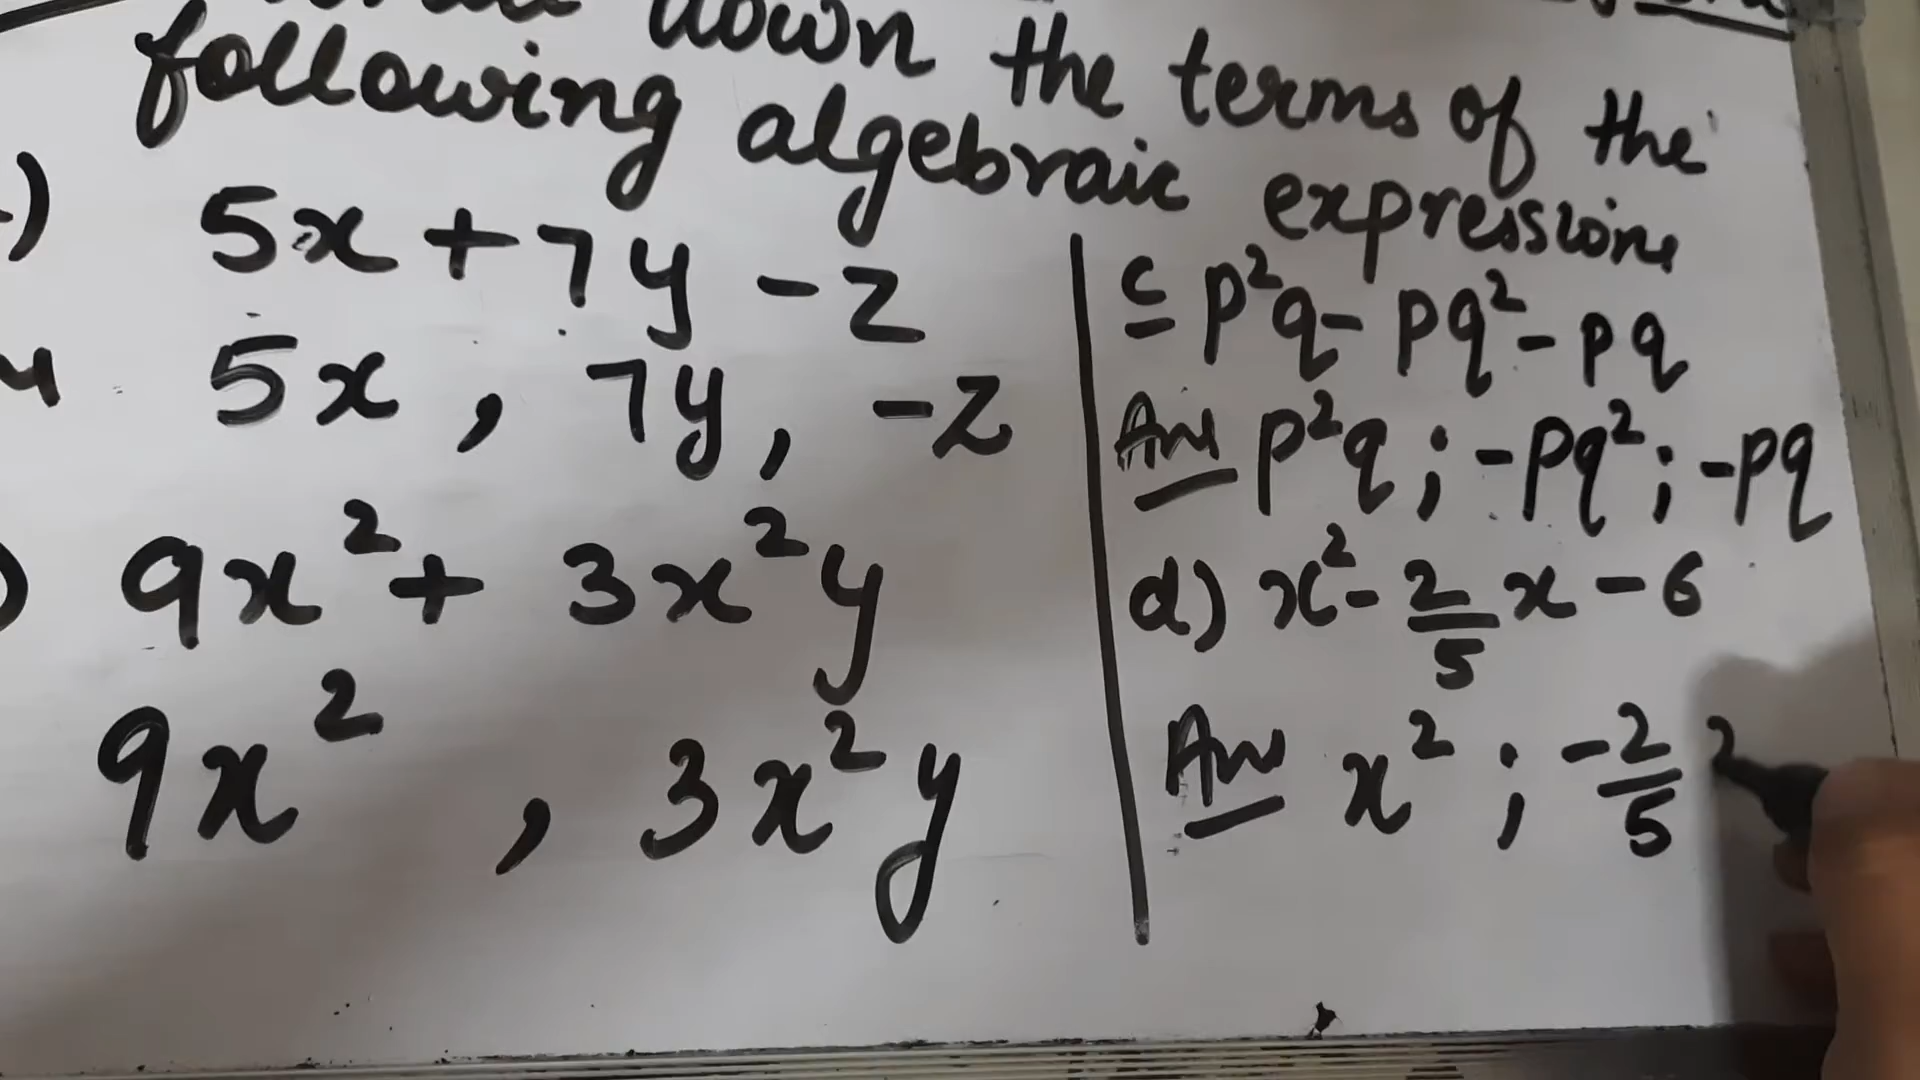 down the terms of the
following algebraic expressions
) 5x + 7y - z
5x , 7y, -z
) 9x² + 3x²y
9x² , 3x²y
c p²q - pq² - pq
Ans p²q ; -pq² ; -pq
d) x² - 2/5 x - 6
Ans x² ; -2/5